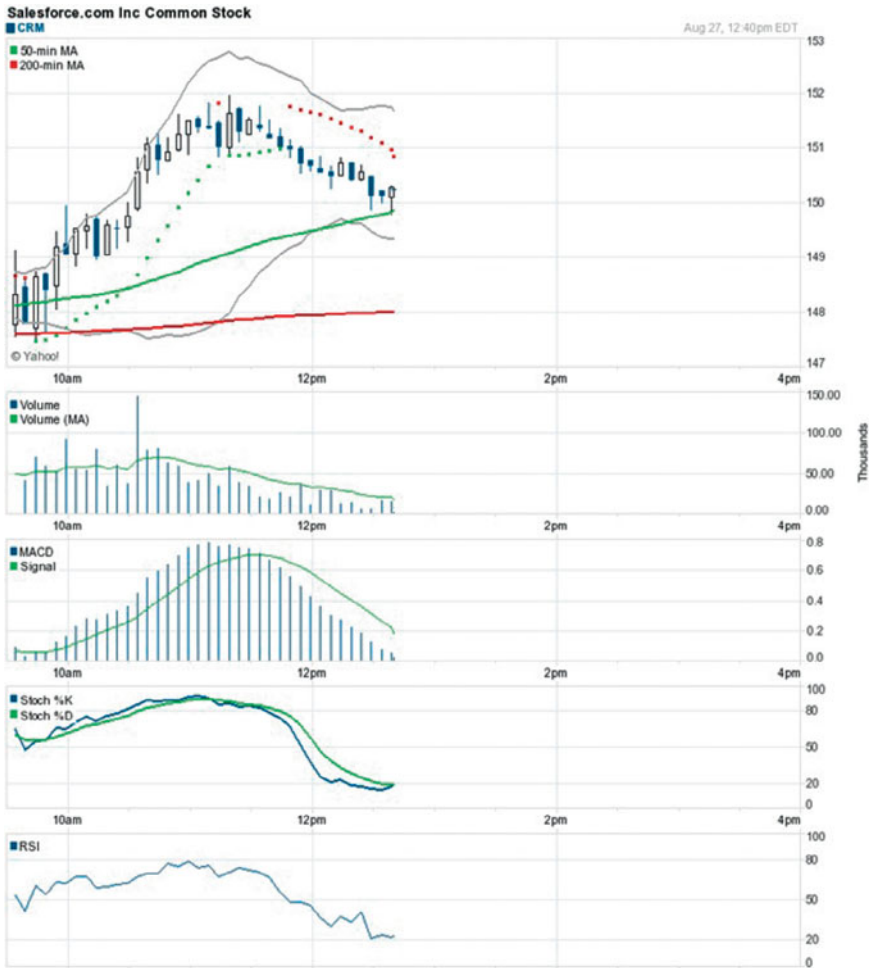 Salesforce.com Inc Common Stock
CRM
Aug 27, 12:40pm EDT
50-min MA
200-min MA
153
152
151
150
149
148
147
© Yahoo!
10am 12pm 2pm 4pm
Volume
Volume (MA)
150.00
100.00
50.00
0.00
Thousands
10am 12pm 2pm 4pm
MACD
Signal
0.8
0.6
0.4
0.2
0.0
10am 12pm 2pm 4pm
Stoch %K
Stoch %D
100
80
50
20
0
10am 12pm 2pm 4pm
RSI
100
80
50
20
0